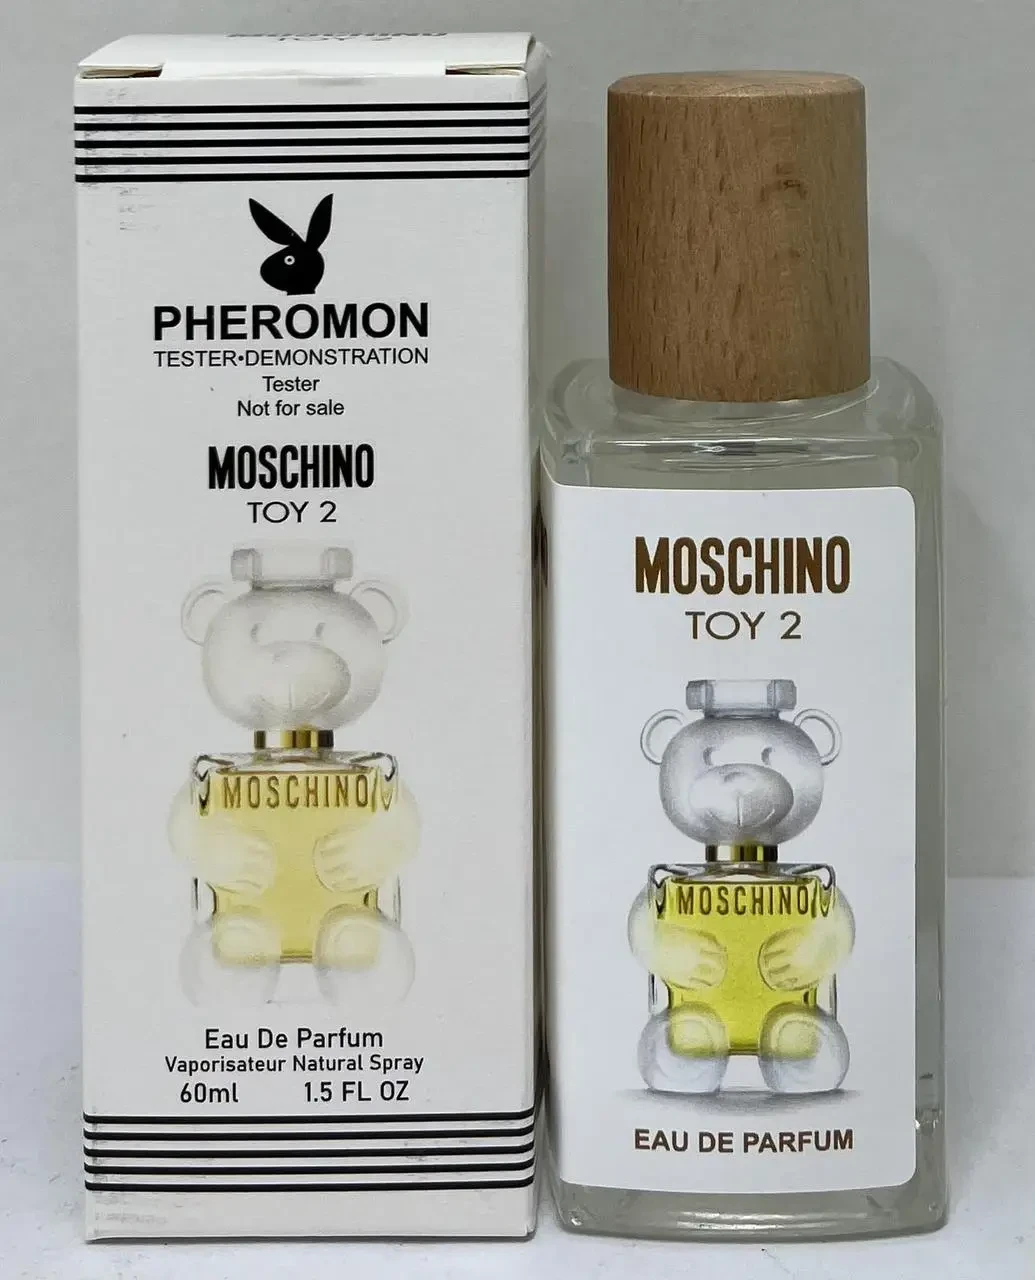 PHEROMON
TESTER•DEMONSTRATION
Tester
Not for sale
MOSCHINO
TOY 2
MOSCHINO
Eau De Parfum
Vaporisateur Natural Spray
60ml 1.5 FL OZ
MOSCHINO
TOY 2
MOSCHINO
EAU DE PARFUM